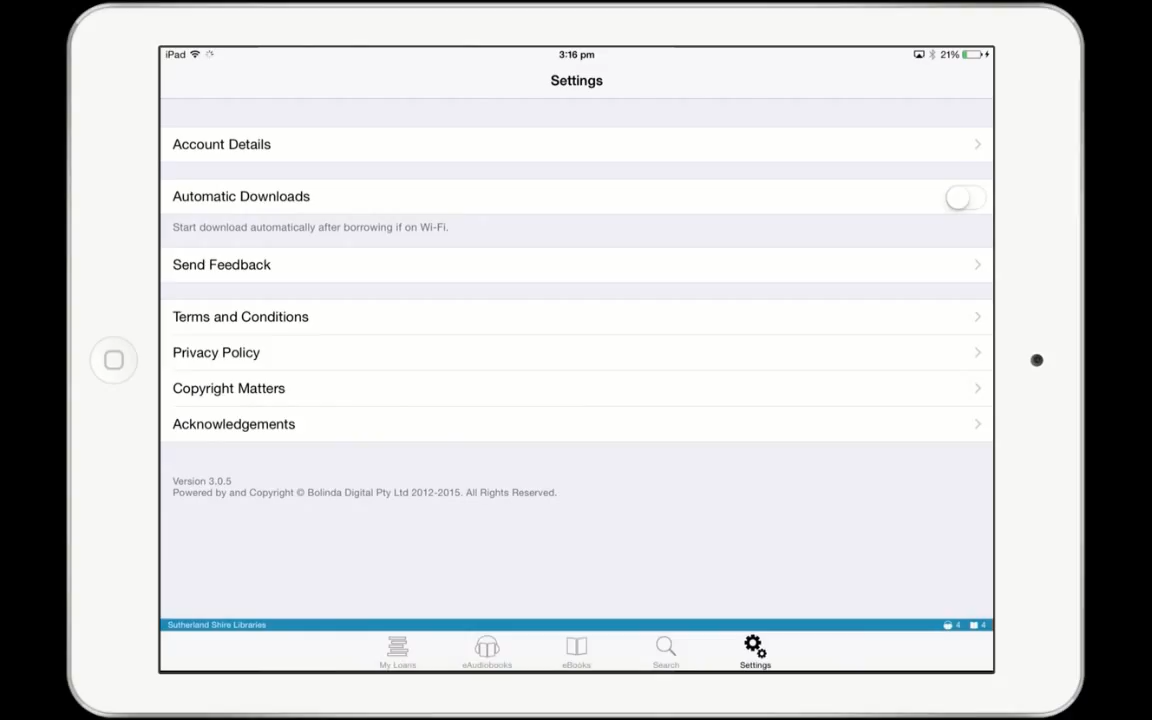 iPad
3:16 pm
21%
Settings
Account Details
Automatic Downloads
Start download automatically after borrowing if on Wi-Fi.
Send Feedback
Terms and Conditions
Privacy Policy
Copyright Matters
Acknowledgements
Version 3.0.5
Powered by and Copyright © Bolinda Digital Pty Ltd 2012-2015. All Rights Reserved.
Sutherland Shire Libraries
4 4
My Loans eAudiobooks eBooks Search Settings